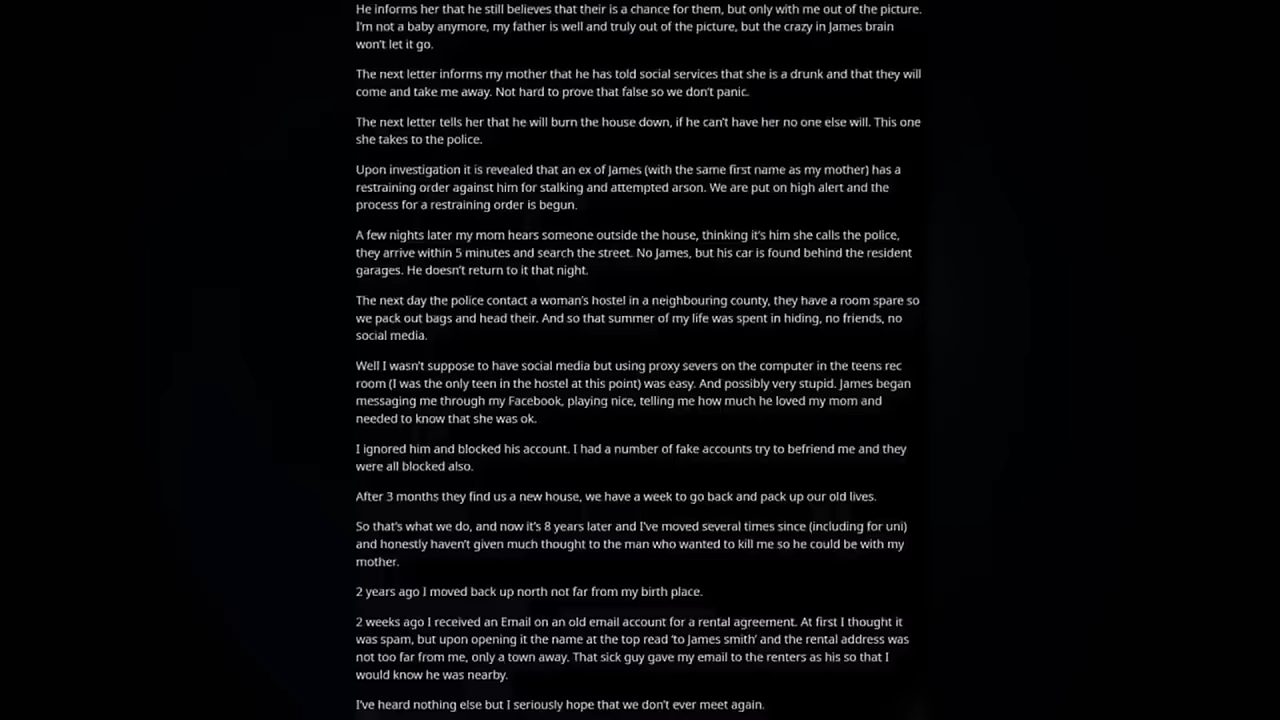 He informs her that he still believes that their is a chance for them, but only with me out of the picture.
I'm not a baby anymore, my father is well and truly out of the picture, but the crazy in James brain
won't let it go.
The next letter informs my mother that he has told social services that she is a drunk and that they will
come and take me away. Not hard to prove that false so we don't panic.
The next letter tells her that he will burn the house down, if he can't have her no one else will. This one
she takes to the police.
Upon investigation it is revealed that an ex of James (with the same first name as my mother) has a
restraining order against him for stalking and attempted arson. We are put on high alert and the
process for a restraining order is begun.
A few nights later my mom hears someone outside the house, thinking it's him she calls the police,
they arrive within 5 minutes and search the street. No James, but his car is found behind the resident
garages. He doesn't return to it that night.
The next day the police contact a woman's hostel in a neighbouring county, they have a room spare so
we pack out bags and head their. And so that summer of my life was spent in hiding, no friends, no
social media.
Well I wasn't suppose to have social media but using proxy severs on the computer in the teens rec
room (I was the only teen in the hostel at this point) was easy. And possibly very stupid. James began
messaging me through my Facebook, playing nice, telling me how much he loved my mom and
needed to know that she was ok.
I ignored him and blocked his account. I had a number of fake accounts try to befriend me and they
were all blocked also.
After 3 months they find us a new house, we have a week to go back and pack up our old lives.
So that's what we do, and now it's 8 years later and I've moved several times since (including for uni)
and honestly haven't given much thought to the man who wanted to kill me so he could be with my
mother.
2 years ago I moved back up north not far from my birth place.
2 weeks ago I received an Email on an old email account for a rental agreement. At first I thought it
was spam, but upon opening it the name at the top read 'to James smith' and the rental address was
not too far from me, only a town away. That sick guy gave my email to the renters as his so that I
would know he was nearby.
I've heard nothing else but I seriously hope that we don't ever meet again.